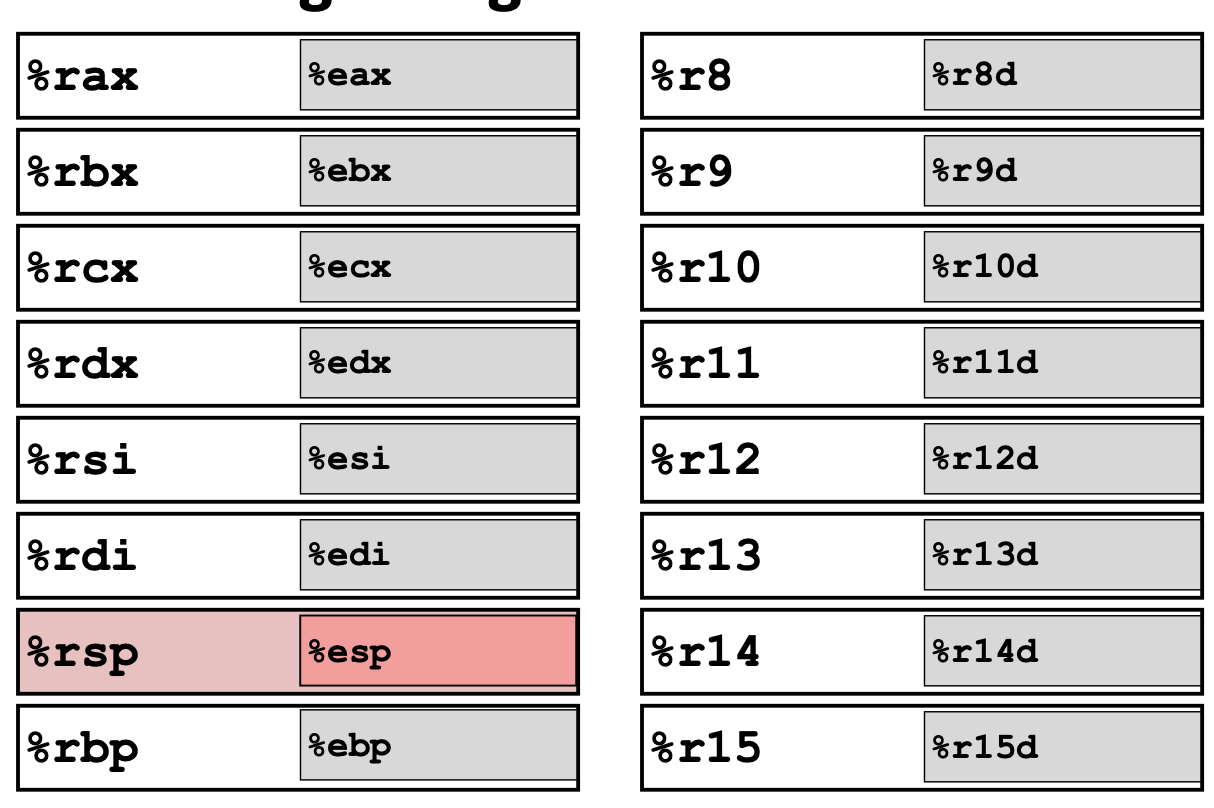 %rax %eax %r8 %r8d
%rbx %ebx %r9 %r9d
%rcx %ecx %r10 %r10d
%rdx %edx %r11 %r11d
%rsi %esi %r12 %r12d
%rdi %edi %r13 %r13d
%rsp %esp %r14 %r14d
%rbp %ebp %r15 %r15d